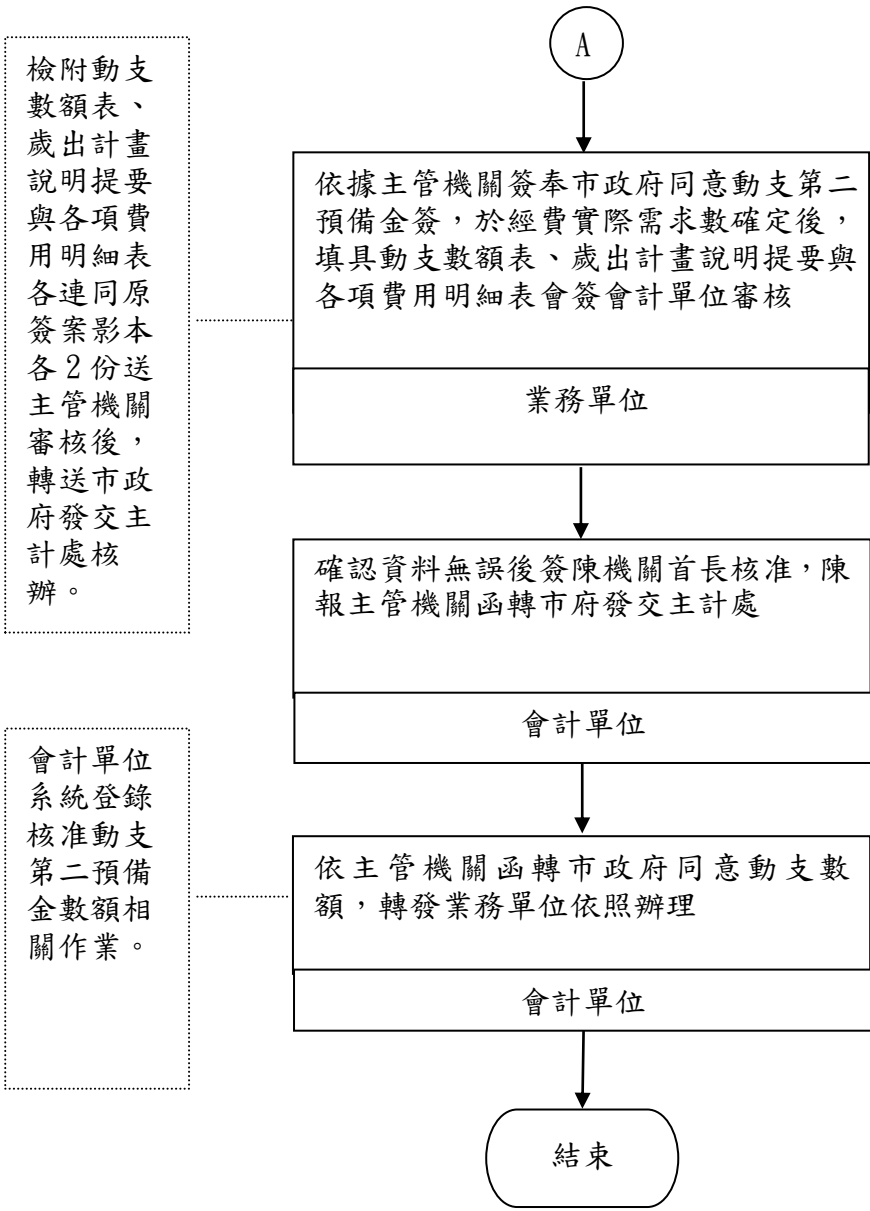 A
檢附動支
數額表、
歲出計畫
說明提要
與各項費
用明細表
各連同原
簽案影本
各2份送
主管機關
審核後，
轉送市政
府發交主
計處核
辦。
依據主管機關簽奉市政府同意動支第二
預備金簽，於經費實際需求數確定後，
填具動支數額表、歲出計畫說明提要與
各項費用明細表會簽會計單位審核
業務單位
確認資料無誤後簽陳機關首長核准，陳
報主管機關函轉市府發交主計處
會計單位
會計單位
系統登錄
核准動支
第二預備
金數額相
關作業。
依主管機關函轉市政府同意動支數
額，轉發業務單位依照辦理
會計單位
結束